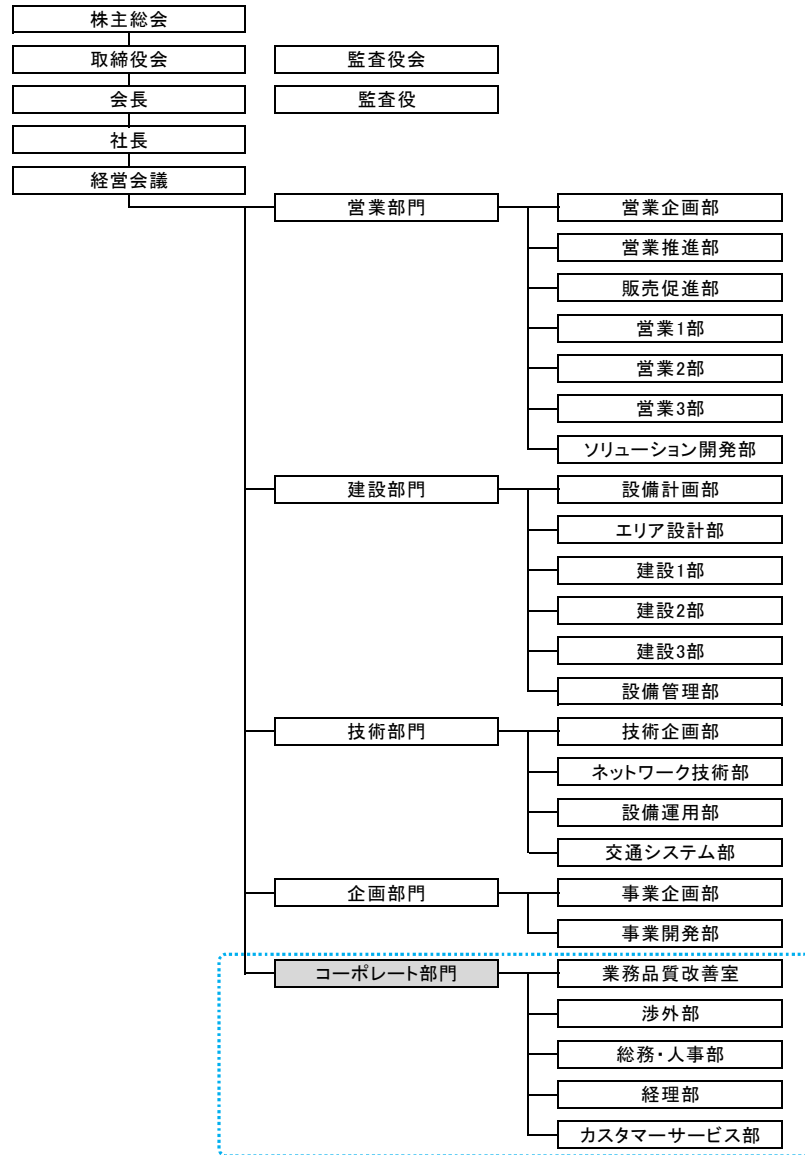 株主総会
取締役会
監査役会
会長
監査役
社長
経営会議
営業部門
営業企画部
営業推進部
販売促進部
営業1部
営業2部
営業3部
ソリューション開発部
建設部門
設備計画部
エリア設計部
建設1部
建設2部
建設3部
設備管理部
技術部門
技術企画部
ネットワーク技術部
設備運用部
交通システム部
企画部門
事業企画部
事業開発部
コーポレート部門
業務品質改善室
渉外部
総務・人事部
経理部
カスタマーサービス部